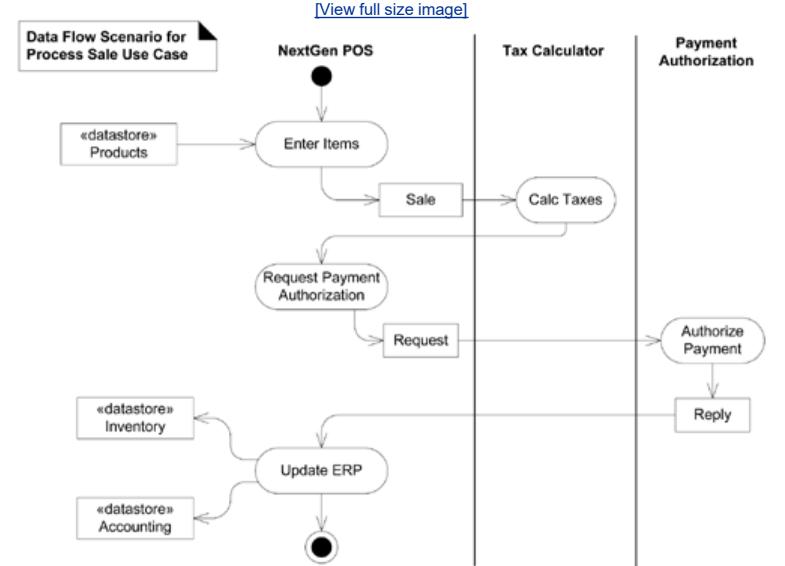 [View full size image]
Data Flow Scenario for
Process Sale Use Case
NextGen POS
Tax Calculator
Payment
Authorization
«datastore»
Products
Enter Items
Sale
Calc Taxes
Request Payment
Authorization
Request
Authorize
Payment
Reply
«datastore»
Inventory
Update ERP
«datastore»
Accounting